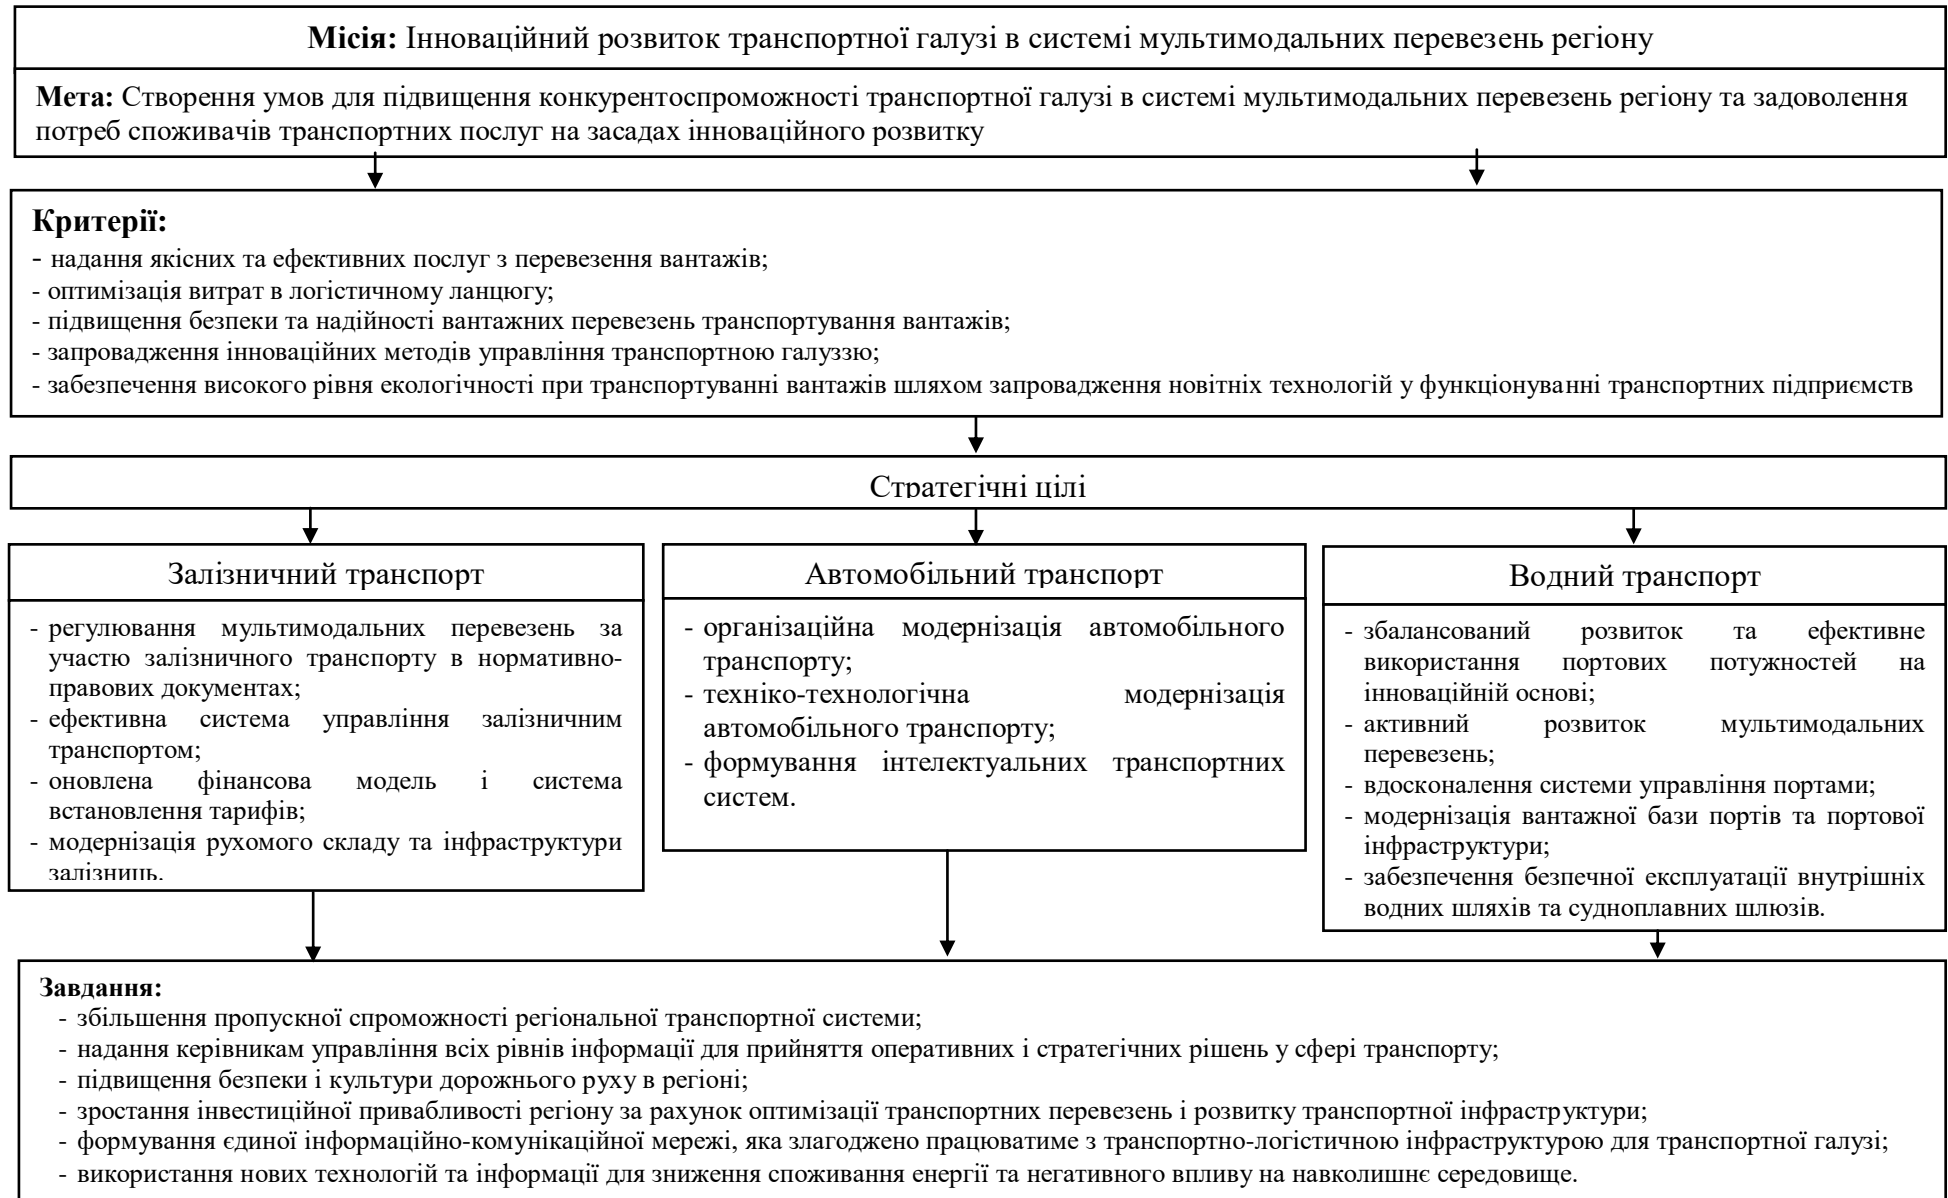 Місія: Інноваційний розвиток транспортної галузі в системі мультимодальних перевезень регіону
Мета: Створення умов для підвищення конкурентоспроможності транспортної галузі в системі мультимодальних перевезень регіону та задоволення
потреб споживачів транспортних послуг на засадах інноваційного розвитку
Критерії:
- надання якісних та ефективних послуг з перевезення вантажів;
- оптимізація витрат в логістичному ланцюгу;
- підвищення безпеки та надійності вантажних перевезень транспортування вантажів;
- запровадження інноваційних методів управління транспортною галуззю;
- забезпечення високого рівня екологічності при транспортуванні вантажів шляхом запровадження новітніх технологій у функціонуванні транспортних підприємств
Стратегічні цілі
Залізничний транспорт
- регулювання мультимодальних перевезень за
участю залізничного транспорту в нормативно-
правових документах;
- ефективна система управління залізничним
транспортом;
- оновлена фінансова модель і система
встановлення тарифів;
- модернізація рухомого складу та інфраструктури
залізниць.
Автомобільний транспорт
- організаційна модернізація автомобільного
транспорту;
- техніко-технологічна модернізація
автомобільного транспорту;
- формування інтелектуальних транспортних
систем.
Водний транспорт
- збалансований розвиток та ефективне
використання портових потужностей на
інноваційній основі;
- активний розвиток мультимодальних
перевезень;
- вдосконалення системи управління портами;
- модернізація вантажної бази портів та портової
інфраструктури;
- забезпечення безпечної експлуатації внутрішніх
водних шляхів та судноплавних шлюзів.
Завдання:
- збільшення пропускної спроможності регіональної транспортної системи;
- надання керівникам управління всіх рівнів інформації для прийняття оперативних і стратегічних рішень у сфері транспорту;
- підвищення безпеки і культури дорожнього руху в регіоні;
- зростання інвестиційної привабливості регіону за рахунок оптимізації транспортних перевезень і розвитку транспортної інфраструктури;
- формування єдиної інформаційно-комунікаційної мережі, яка злагоджено працюватиме з транспортно-логістичною інфраструктурою для транспортної галузі;
- використання нових технологій та інформації для зниження споживання енергії та негативного впливу на навколишнє середовище.